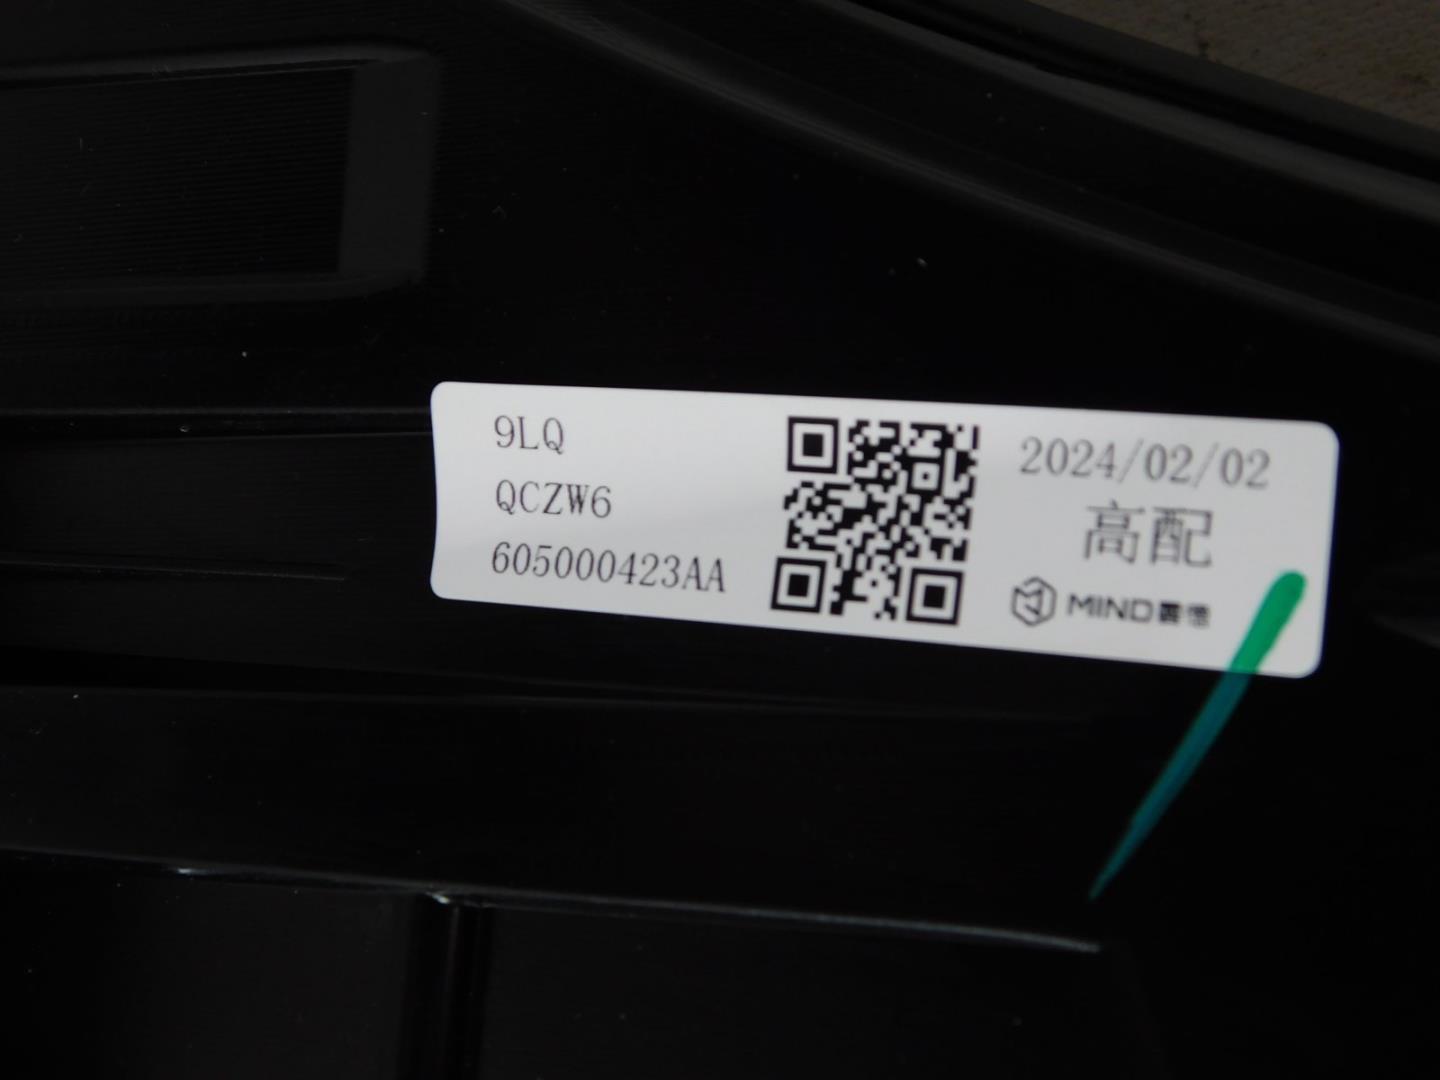 9LQ
QCZW6
605000423AA
2024/02/02
高配
MIND